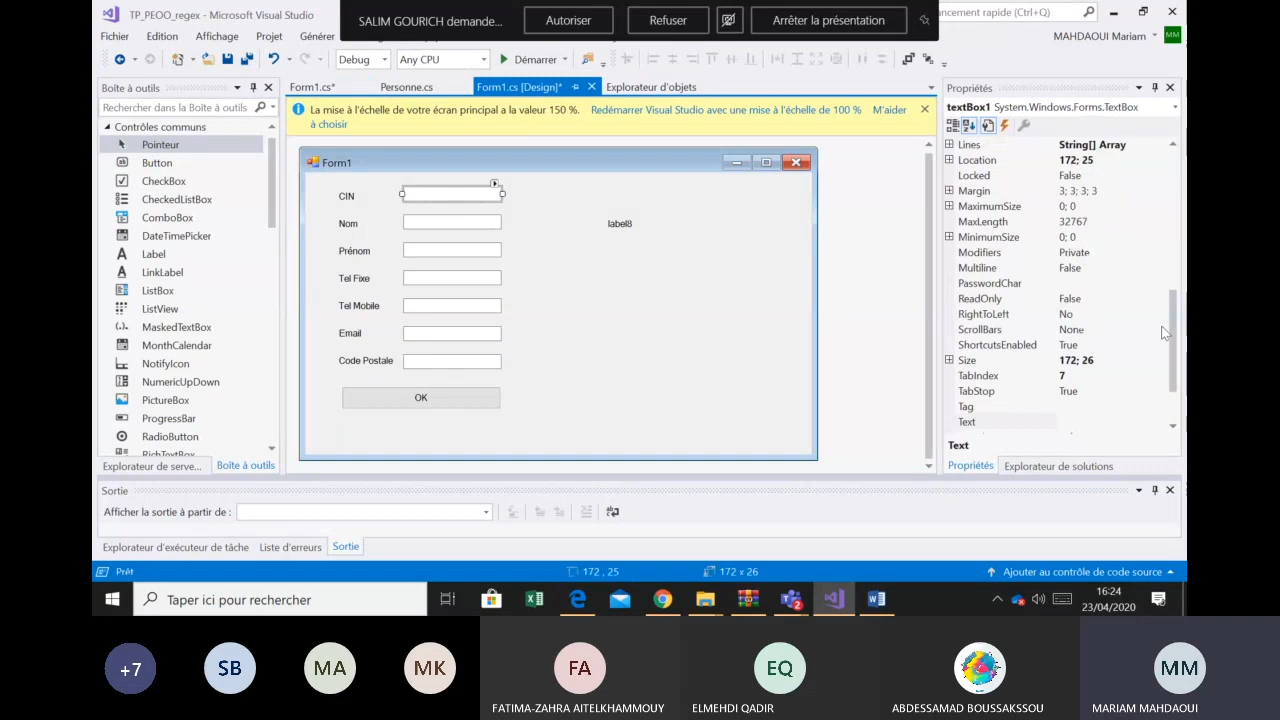 TP_PEOO_regex - Microsoft Visual Studio
SALIM GOURICH demande...
Autoriser
Refuser
Arrêter la présentation
ncement rapide (Ctrl+Q)
Fichier Edition Affichage Projet Générer
MAHDAOUI Mariam
MM
Debug
Any CPU
Démarrer
Boîte à outils
Form1.cs*
Personne.cs
Form1.cs [Design]*
Explorateur d'objets
Propriétés
Rechercher dans la Boîte à outils
La mise à l'échelle de votre écran principal a la valeur 150 %. Redémarrer Visual Studio avec une mise à l'échelle de 100 % M'aider
à choisir
textBox1 System.Windows.Forms.TextBox
Contrôles communs
Pointeur
Button
CheckBox
CheckedListBox
ComboBox
DateTimePicker
Label
LinkLabel
ListBox
ListView
MaskedTextBox
MonthCalendar
NotifyIcon
NumericUpDown
PictureBox
ProgressBar
RadioButton
RichTextBox
Form1
CIN
Nom
label8
Prénom
Tel Fixe
Tel Mobile
Email
Code Postale
OK
Lines String[] Array
Location 172; 25
Locked False
Margin 3; 3; 3; 3
MaximumSize 0; 0
MaxLength 32767
MinimumSize 0; 0
Modifiers Private
Multiline False
PasswordChar
ReadOnly False
RightToLeft No
ScrollBars None
ShortcutsEnabled True
Size 172; 26
TabIndex 7
TabStop True
Tag
Text
Text
Explorateur de serve...
Boîte à outils
Propriétés
Explorateur de solutions
Sortie
Afficher la sortie à partir de :
Explorateur d'exécuteur de tâche
Liste d'erreurs
Sortie
Prêt
172 , 25
172 x 26
Ajouter au contrôle de code source
Taper ici pour rechercher
16:24
23/04/2020
+7
SB
MA
MK
FA
EQ
MM
FATIMA-ZAHRA AITELKHAMMOUY
ELMEHDI QADIR
ABDESSAMAD BOUSSAKSSOU
MARIAM MAHDAOUI